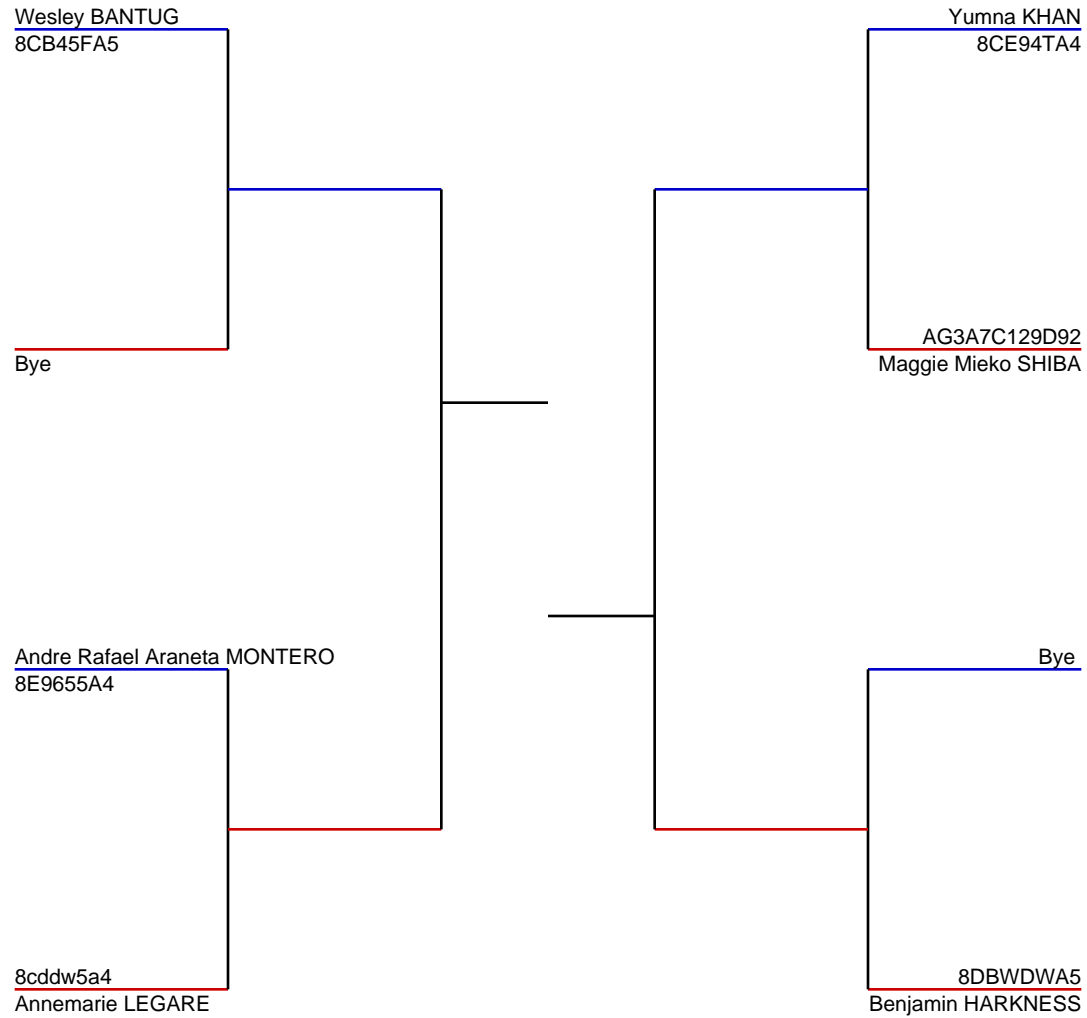 Wesley BANTUG
8CB45FA5
Bye
Andre Rafael Araneta MONTERO
8E9655A4
8cddw5a4
Annemarie LEGARE
Yumna KHAN
8CE94TA4
AG3A7C129D92
Maggie Mieko SHIBA
Bye
8DBWDWA5
Benjamin HARKNESS